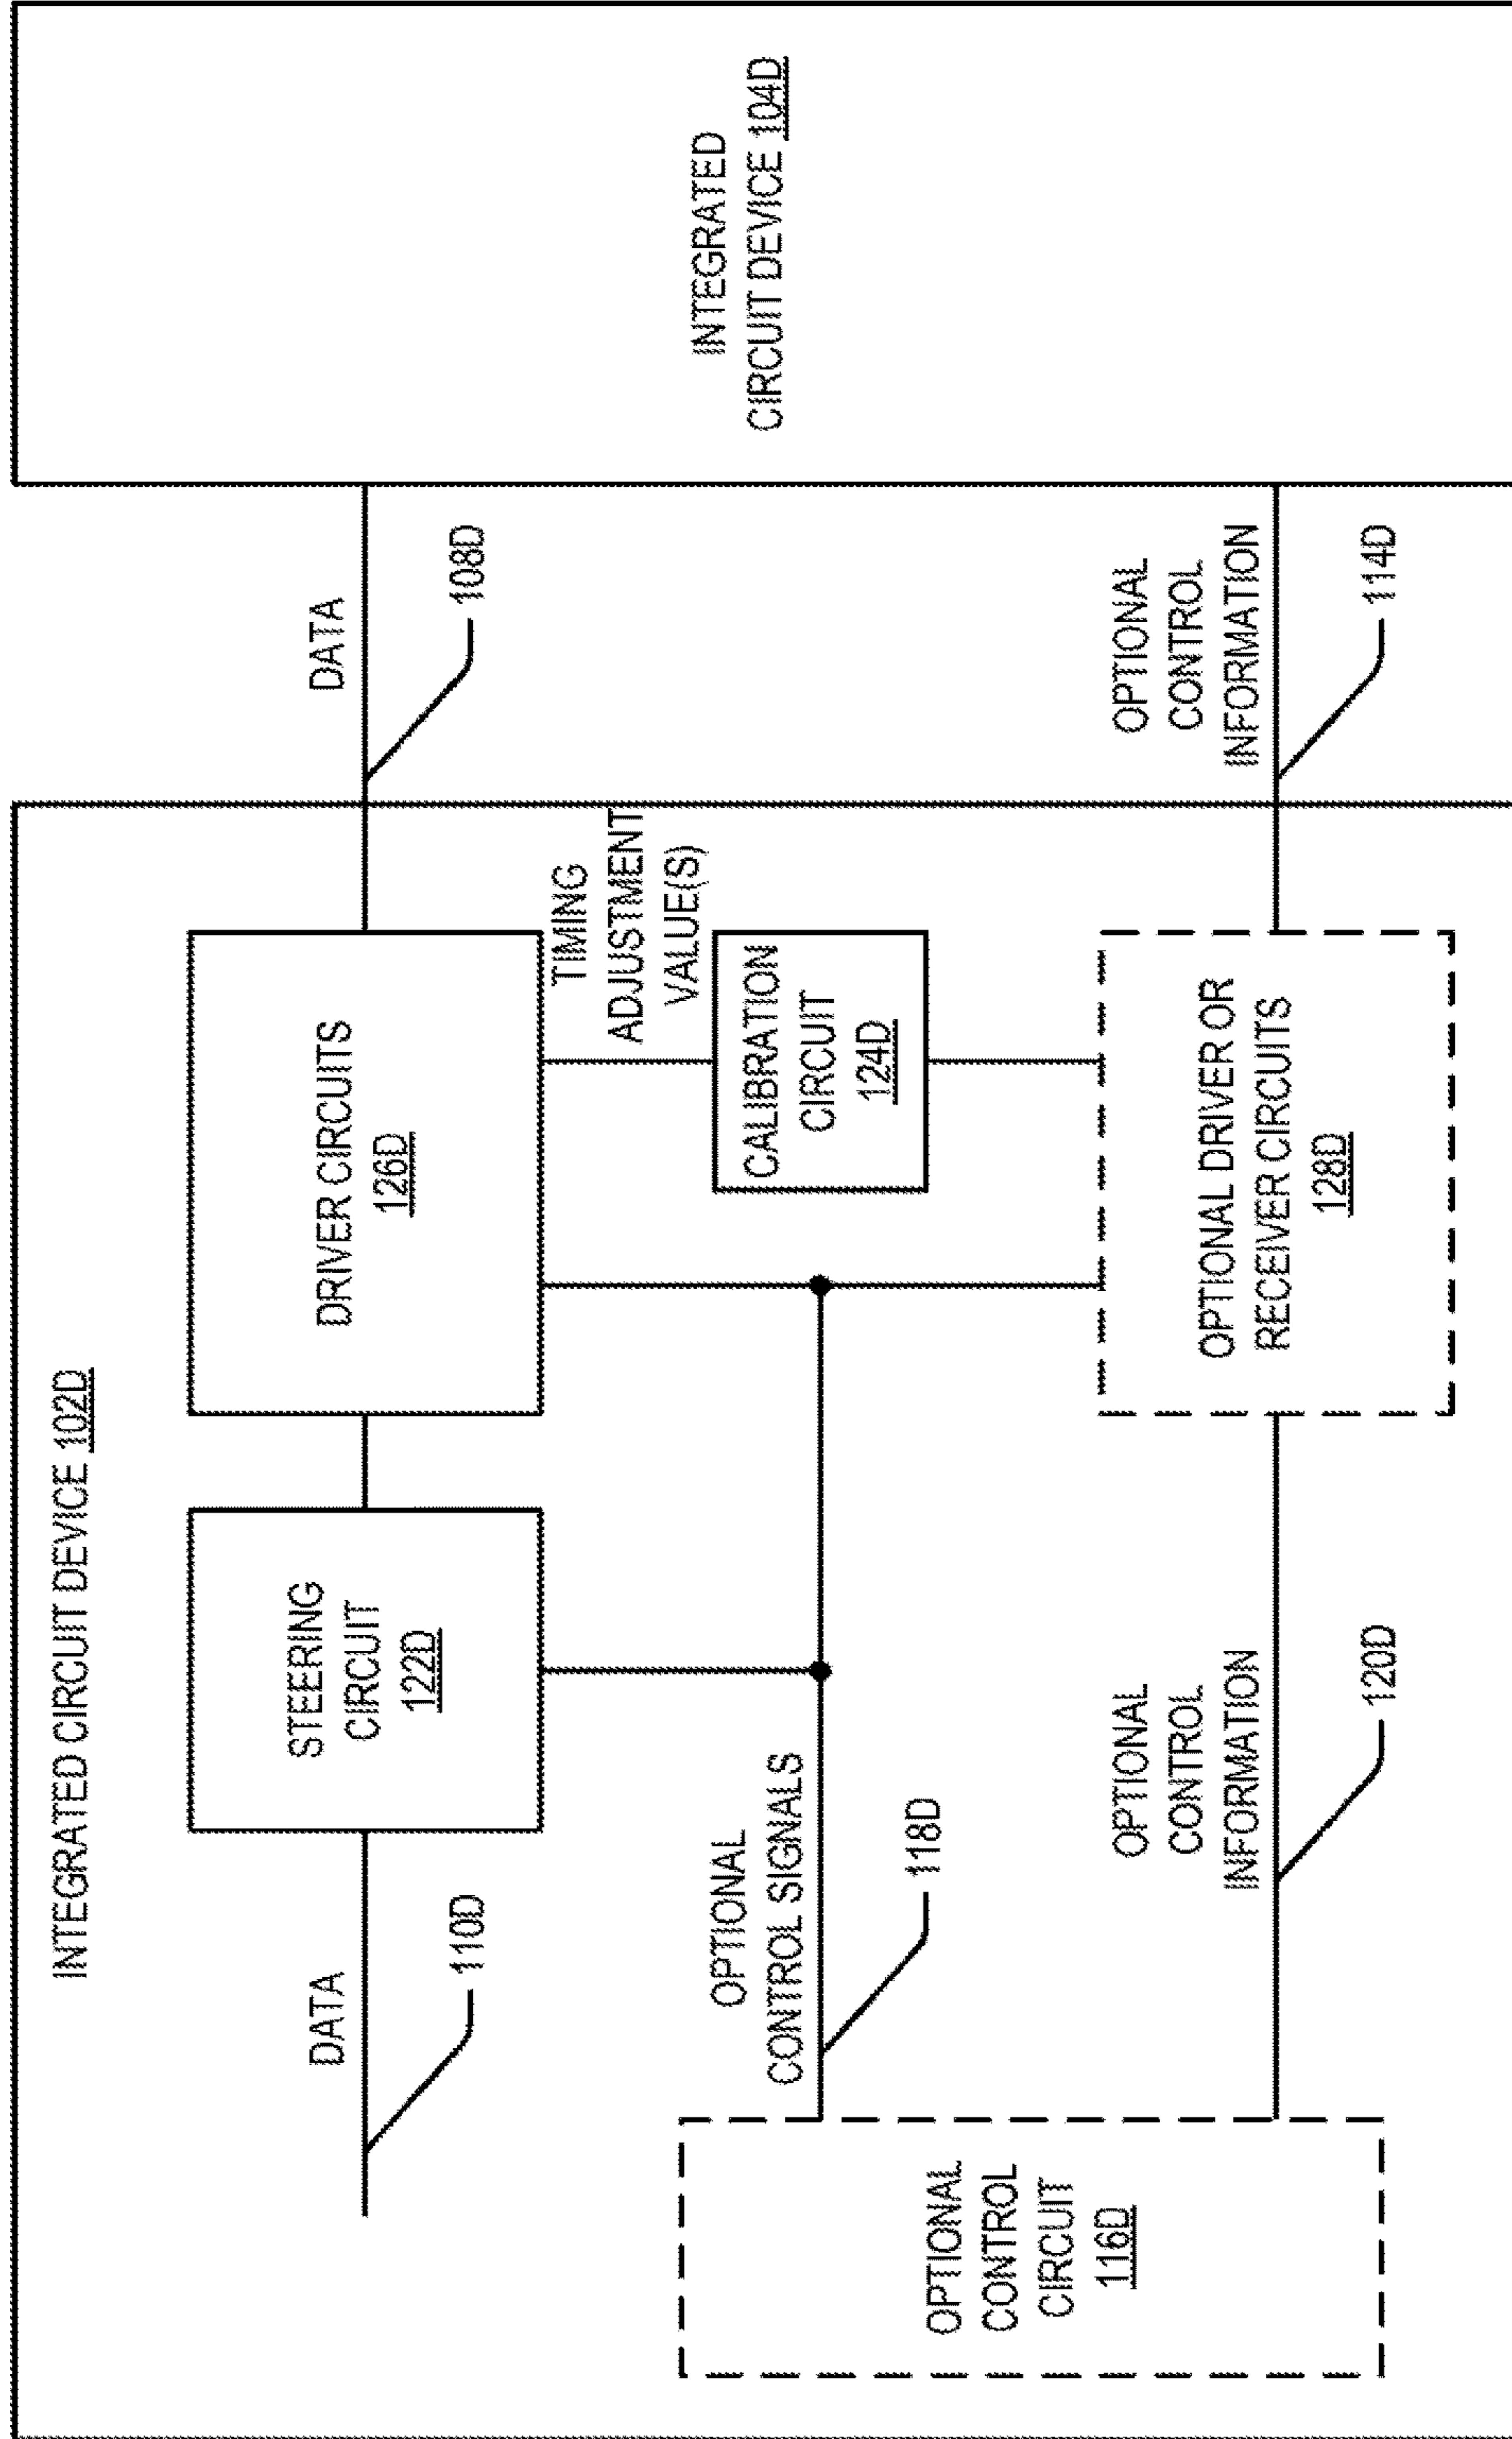 INTEGRATED CIRCUIT DEVICE 102D
DATA
110D
STEERING
CIRCUIT
122D
DRIVER CIRCUITS
126D
DATA
108D
INTEGRATED
CIRCUIT DEVICE 104D
TIMING
ADJUSTMENT
VALUE(S)
CALIBRATION
CIRCUIT
124D
OPTIONAL
CONTROL SIGNALS
118D
OPTIONAL
CONTROL
CIRCUIT
116D
OPTIONAL
CONTROL
INFORMATION
120D
OPTIONAL DRIVER OR
RECEIVER CIRCUITS
128D
OPTIONAL
CONTROL
INFORMATION
114D